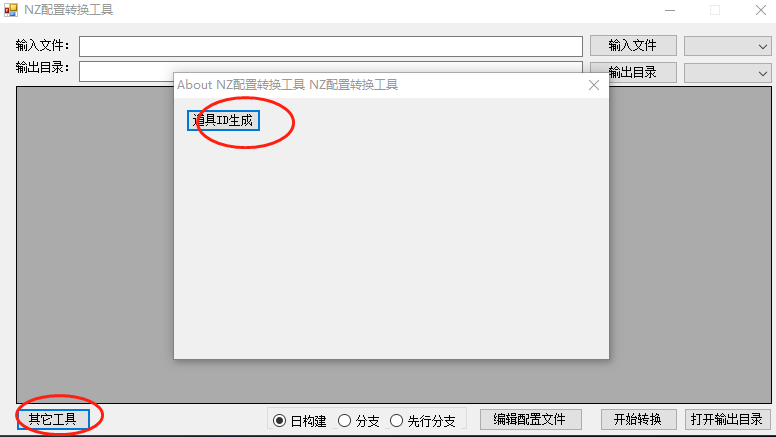 NZ配置转换工具
输入文件： 输入文件
输出目录： 输出目录
About NZ配置转换工具 NZ配置转换工具
道具ID生成
其它工具 日构建 分支 先行分支 编辑配置文件 开始转换 打开输出目录